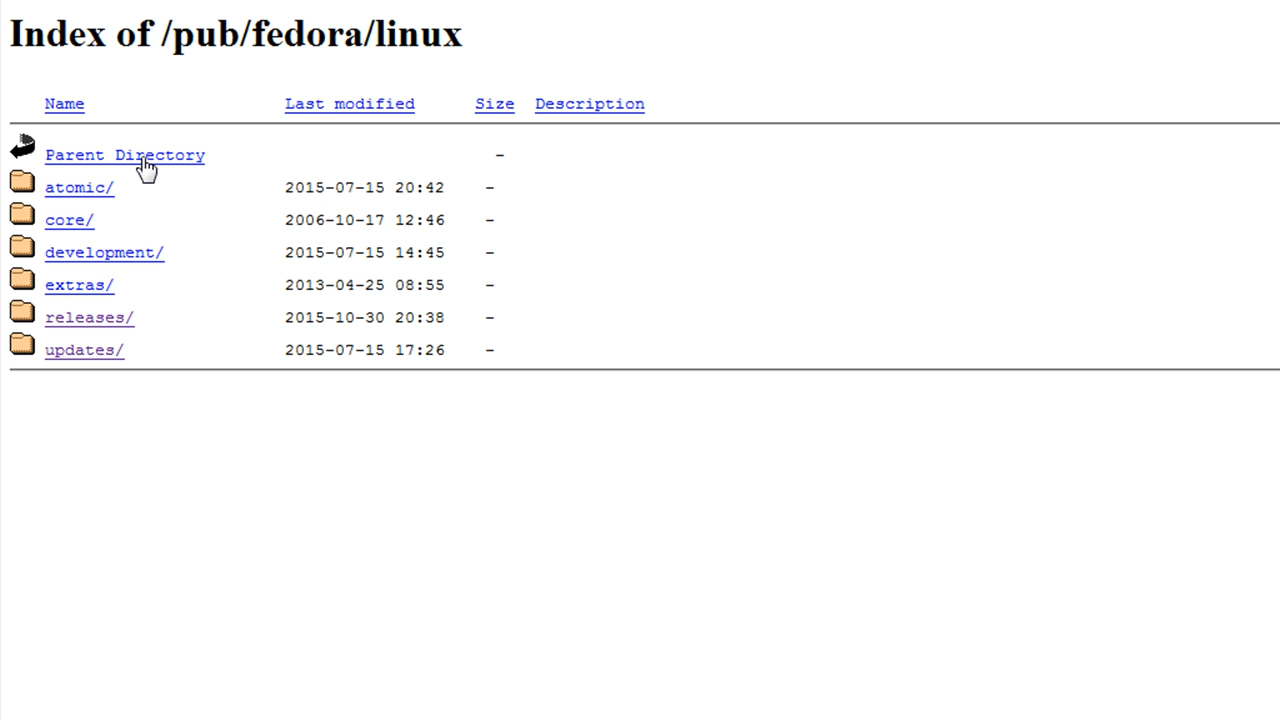 Index of /pub/fedora/linux
Name Last modified Size Description
Parent Directory -
atomic/ 2015-07-15 20:42 -
core/ 2006-10-17 12:46 -
development/ 2015-07-15 14:45 -
extras/ 2013-04-25 08:55 -
releases/ 2015-10-30 20:38 -
updates/ 2015-07-15 17:26 -